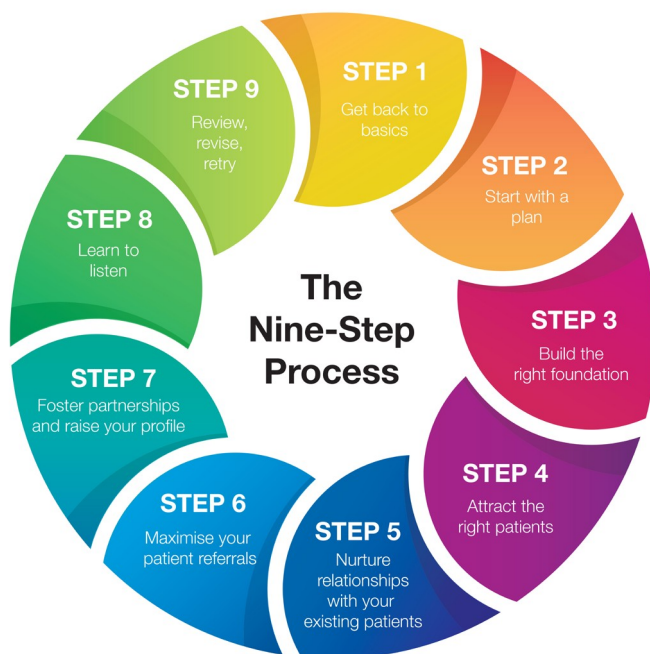 The
Nine-Step
Process
STEP 1
Get back to
basics
STEP 2
Start with a
plan
STEP 3
Build the
right foundation
STEP 4
Attract the
right patients
STEP 5
Nurture
relationships
with your
existing patients
STEP 6
Maximise your
patient referrals
STEP 7
Foster partnerships
and raise your profile
STEP 8
Learn to
listen
STEP 9
Review,
revise,
retry